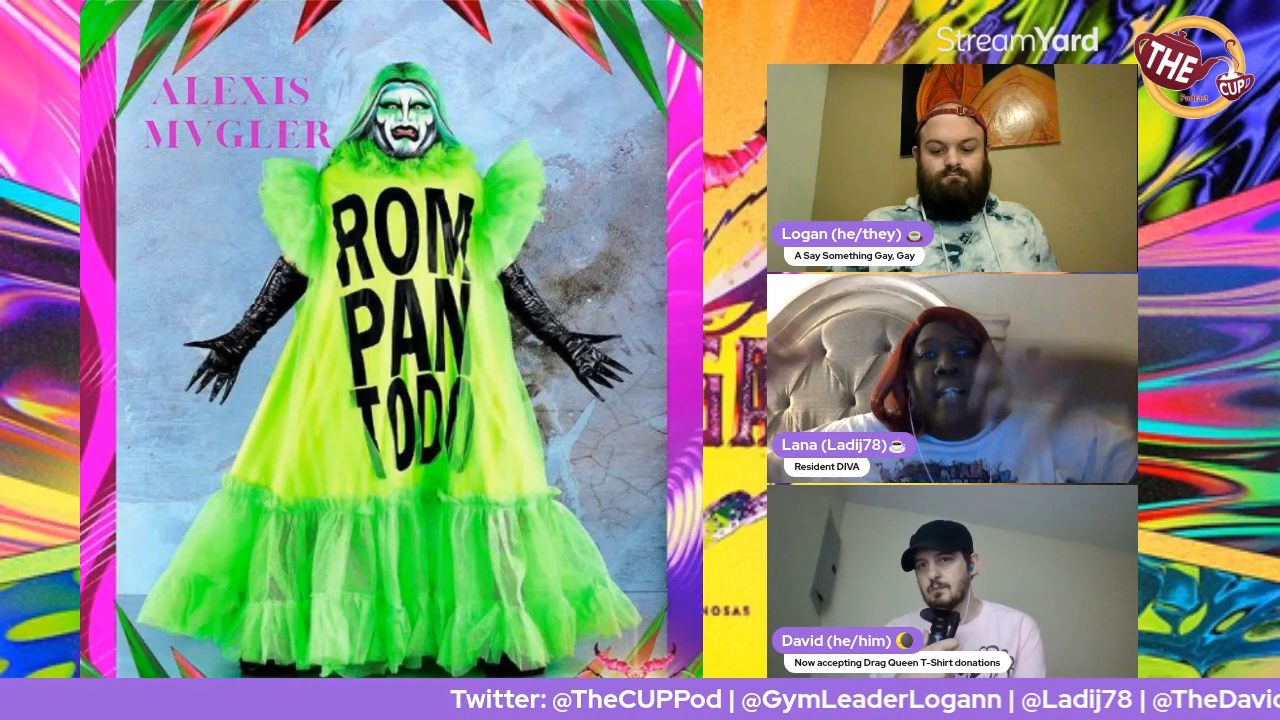 ALEXIS
MVGLER
ROM
PAN
TODO
StreamYard
THE
CUP
Podcast
Logan (he/they)
A Say Something Gay, Gay
Lana (Ladij78)
Resident DIVA
NOSAS
David (he/him)
Now accepting Drag Queen T-Shirt donations
Twitter: @TheCUPPod | @GymLeaderLogann | @Ladij78 | @TheDavid